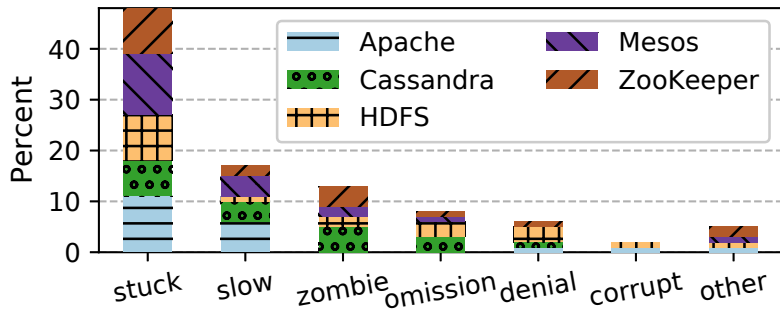 Percent
40
30
20
10
0
Apache
Cassandra
HDFS
Mesos
ZooKeeper
stuck
slow
zombie
omission
denial
corrupt
other